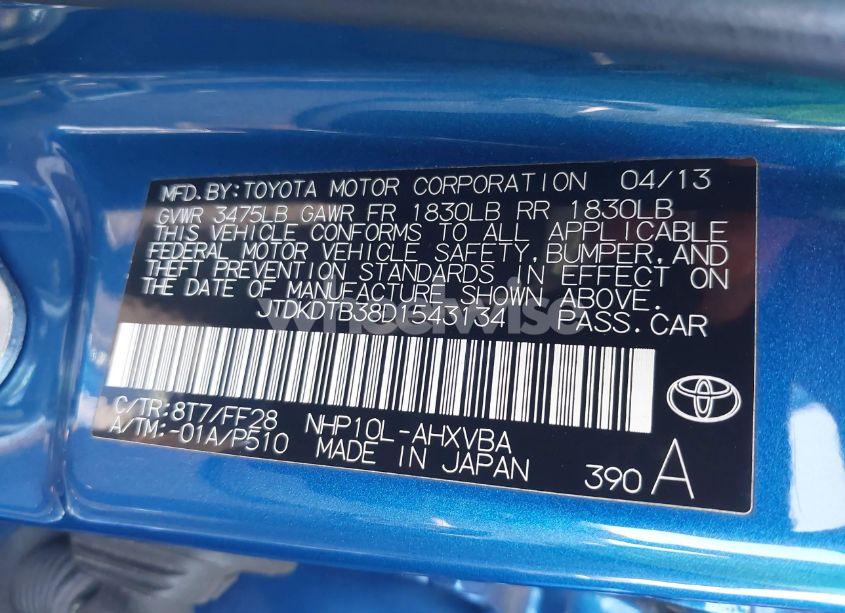 MFD.BY:TOYOTA MOTOR CORPORATION 04/13
GVWR 3475LB GAWR FR 1830LB RR 1830LB
THIS VEHICLE CONFORMS TO ALL APPLICABLE
FEDERAL MOTOR VEHICLE SAFETY,BUMPER,AND
THEFT PREVENTION STANDARDS IN EFFECT ON
THE DATE OF MANUFACTURE SHOWN ABOVE.
JTDKDTB38D1543134 PASS.CAR
wheelwise
C/TR:8T7/FF28 NHP10L-AHXVBA
A/TM:-01A/P510 MADE IN JAPAN 390 A